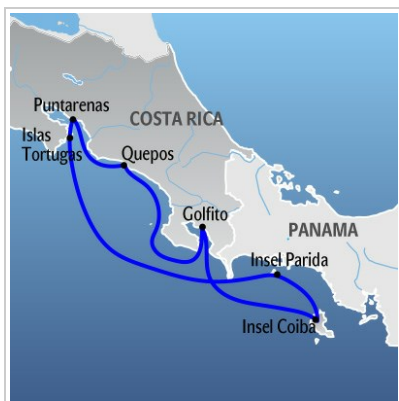 Puntarenas
COSTA RICA
Islas
Tortugas
Quepos
Golfito
PANAMA
Insel Parida
Insel Coiba